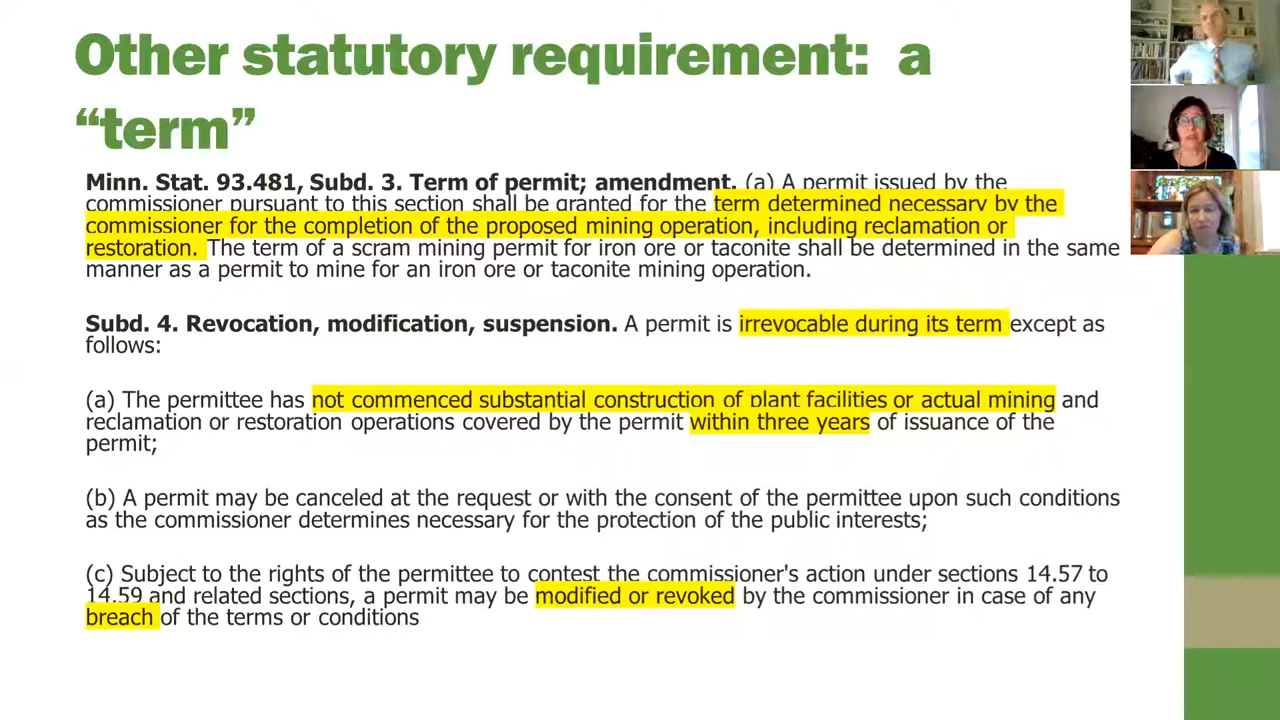 Other statutory requirement: a
“term”
Minn. Stat. 93.481, Subd. 3. Term of permit; amendment. (a) A permit issued by the
commissioner pursuant to this section shall be granted for the term determined necessary by the
commissioner for the completion of the proposed mining operation, including reclamation or
restoration. The term of a scram mining permit for iron ore or taconite shall be determined in the same
manner as a permit to mine for an iron ore or taconite mining operation.
Subd. 4. Revocation, modification, suspension. A permit is irrevocable during its term except as
follows:
(a) The permittee has not commenced substantial construction of plant facilities or actual mining and
reclamation or restoration operations covered by the permit within three years of issuance of the
permit;
(b) A permit may be canceled at the request or with the consent of the permittee upon such conditions
as the commissioner determines necessary for the protection of the public interests;
(c) Subject to the rights of the permittee to contest the commissioner's action under sections 14.57 to
14.59 and related sections, a permit may be modified or revoked by the commissioner in case of any
breach of the terms or conditions